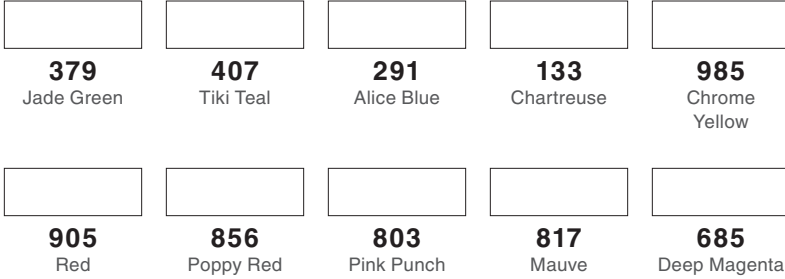 379 407 291 133 985
Jade Green Tiki Teal Alice Blue Chartreuse Chrome
Yellow
905 856 803 817 685
Red Poppy Red Pink Punch Mauve Deep Magenta